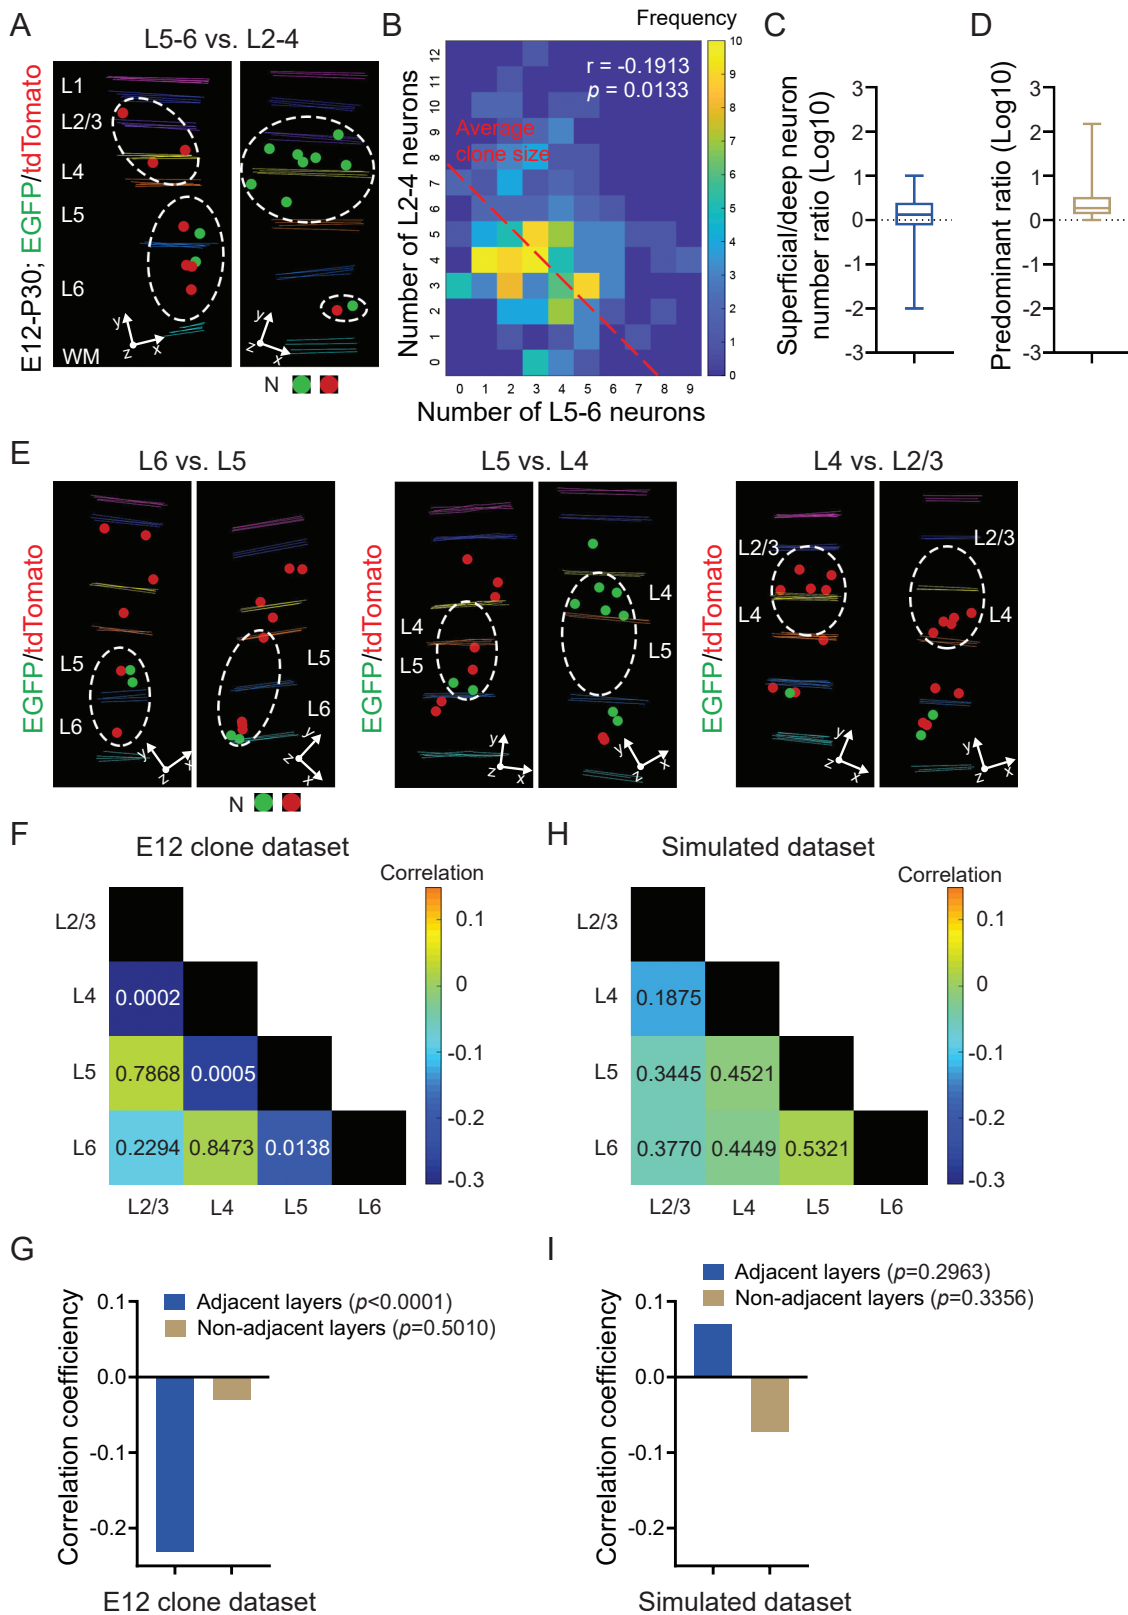 A
L5-6 vs. L2-4
E12-P30; EGFP/tdTomato
L1
L2/3
L4
L5
L6
WM
y
z
x
y
z
x
N
B
Frequency
r = -0.1913
p = 0.0133
Average
clone size
Number of L2-4 neurons
12
11
10
9
8
7
6
5
4
3
2
1
0
0 1 2 3 4 5 6 7 8 9
Number of L5-6 neurons
10
9
8
7
6
5
4
3
2
1
0
C
Superficial/deep neuron
number ratio (Log10)
3
2
1
0
-1
-2
-3
D
Predominant ratio (Log10)
3
2
1
0
-1
-2
-3
E
L6 vs. L5
EGFP/tdTomato
L5
L6
y
z
x
L5
L6
y
z
x
N
L5 vs. L4
EGFP/tdTomato
L4
L5
y
z
x
L4
L5
y
z
x
L4 vs. L2/3
EGFP/tdTomato
L2/3
L4
y
z
x
L2/3
L4
y
z
x
F
E12 clone dataset
Correlation
L2/3
L4
0.0002
L5
0.7868 0.0005
L6
0.2294 0.8473 0.0138
L2/3 L4 L5 L6
0.1
0
-0.1
-0.2
-0.3
H
Simulated dataset
Correlation
L2/3
L4
0.1875
L5
0.3445 0.4521
L6
0.3770 0.4449 0.5321
L2/3 L4 L5 L6
0.1
0
-0.1
-0.2
-0.3
G
Adjacent layers (p<0.0001)
Non-adjacent layers (p=0.5010)
Correlation coefficiency
0.1
0.0
-0.1
-0.2
E12 clone dataset
I
Adjacent layers (p=0.2963)
Non-adjacent layers (p=0.3356)
Correlation coefficiency
0.1
0.0
-0.1
-0.2
Simulated dataset